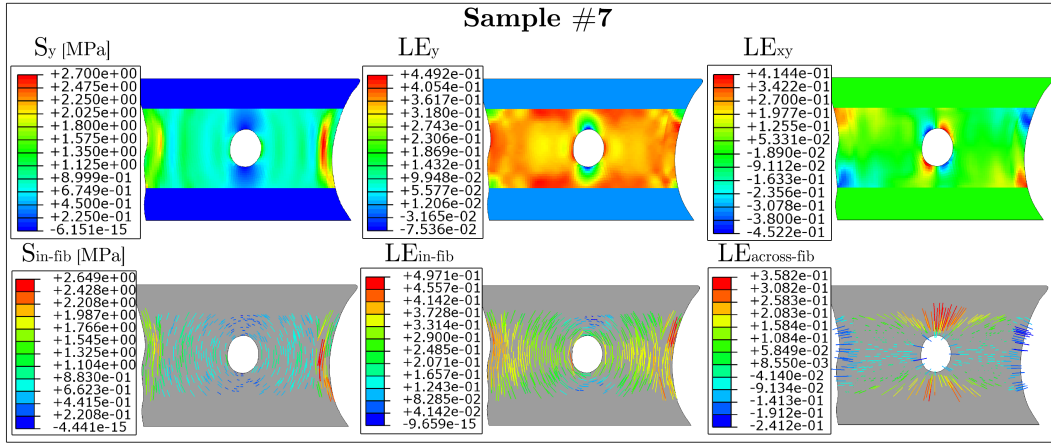 Sample #7
S_y [MPa]
+2.700e+00
+2.475e+00
+2.250e+00
+2.025e+00
+1.800e+00
+1.575e+00
+1.350e+00
+1.125e+00
+8.999e-01
+6.749e-01
+4.500e-01
+2.250e-01
-6.151e-15
LE_y
+4.492e-01
+4.054e-01
+3.617e-01
+3.180e-01
+2.743e-01
+2.306e-01
+1.869e-01
+1.432e-01
+9.948e-02
+5.577e-02
+1.206e-02
-3.165e-02
-7.536e-02
LE_xy
+4.144e-01
+3.422e-01
+2.700e-01
+1.977e-01
+1.255e-01
+5.331e-02
-1.890e-02
-9.112e-02
-1.633e-01
-2.356e-01
-3.078e-01
-3.800e-01
-4.522e-01
S_in-fib [MPa]
+2.649e+00
+2.428e+00
+2.208e+00
+1.987e+00
+1.766e+00
+1.545e+00
+1.325e+00
+1.104e+00
+8.830e-01
+6.623e-01
+4.415e-01
+2.208e-01
-4.441e-15
LE_in-fib
+4.971e-01
+4.557e-01
+4.142e-01
+3.728e-01
+3.314e-01
+2.900e-01
+2.485e-01
+2.071e-01
+1.657e-01
+1.243e-01
+8.285e-02
+4.142e-02
-9.659e-15
LE_across-fib
+3.582e-01
+3.082e-01
+2.583e-01
+2.083e-01
+1.584e-01
+1.084e-01
+5.849e-02
+8.550e-03
-4.140e-02
-9.134e-02
-1.413e-01
-1.912e-01
-2.412e-01